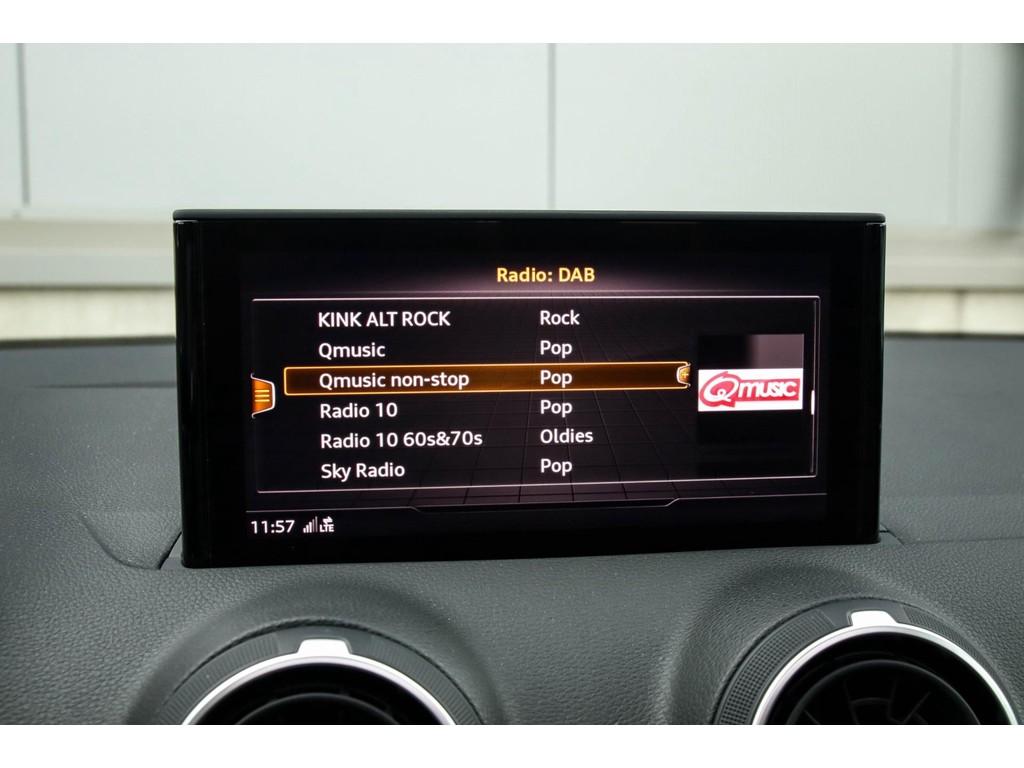 Radio: DAB
KINK ALT ROCK Rock
Qmusic Pop
Qmusic non-stop Pop
Qmusic
Radio 10 Pop
Radio 10 60s&70s Oldies
Sky Radio Pop
11:57 LTE